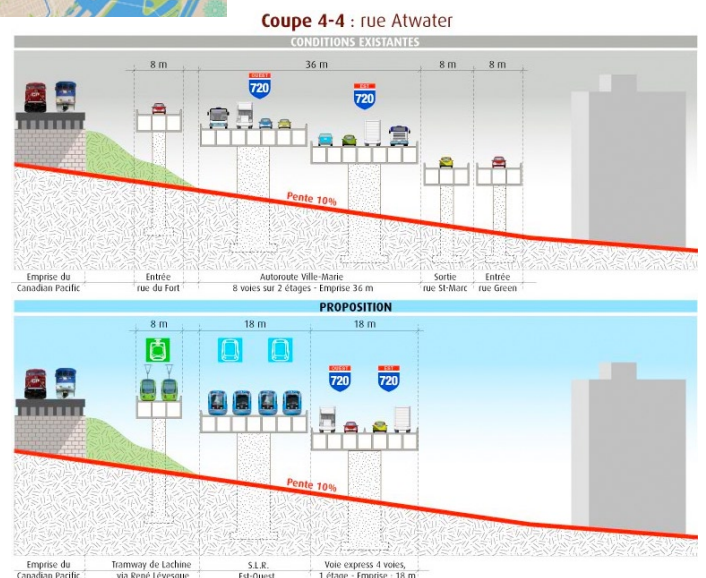 Coupe 4-4 : rue Atwater
CONDITIONS EXISTANTES
8 m
36 m
8 m
8 m
OUEST
720
EST
720
Pente 10%
Emprise du
Canadian Pacific
Entrée
rue du Fort
Autoroute Ville-Marie
8 voies sur 2 étages - Emprise 36 m
Sortie
rue St-Marc
Entrée
rue Green
PROPOSITION
8 m
18 m
18 m
OUEST
720
EST
720
Pente 10%
Emprise du
Canadian Pacific
Tramway de Lachine
via René Lévesque
S.L.R.
Est-Ouest
Voie express 4 voies,
1 étage - Emprise : 18 m